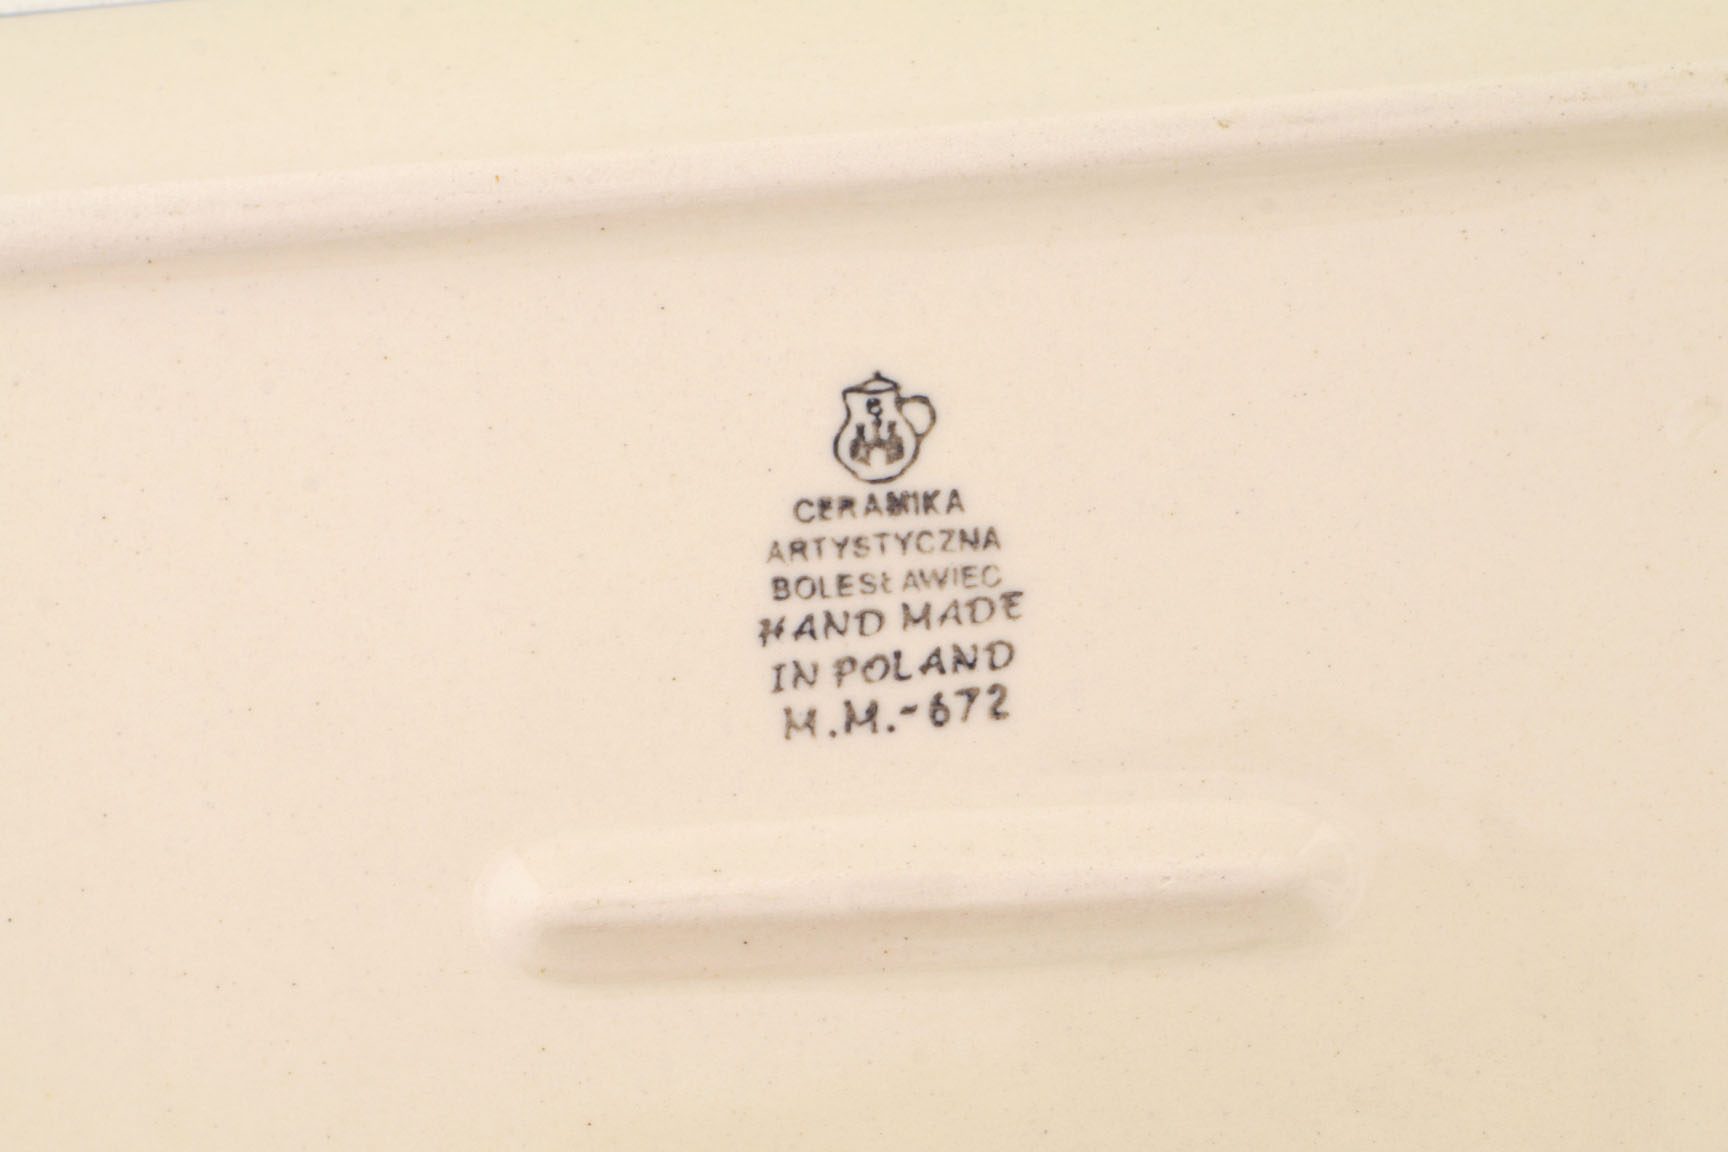 CERAMIKA
ARTYSTYCZNA
BOLESŁAWIEC
HAND MADE
IN POLAND
M.M.-672